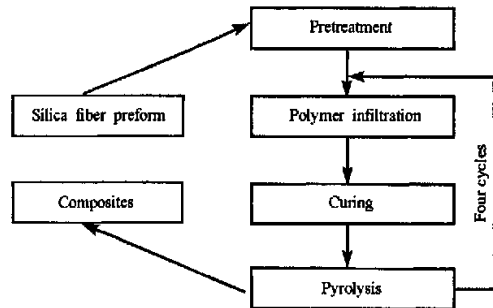 Pretreatment
Silica fiber preform
Polymer infiltration
Composites
Curing
Four cycles
Pyrolysis